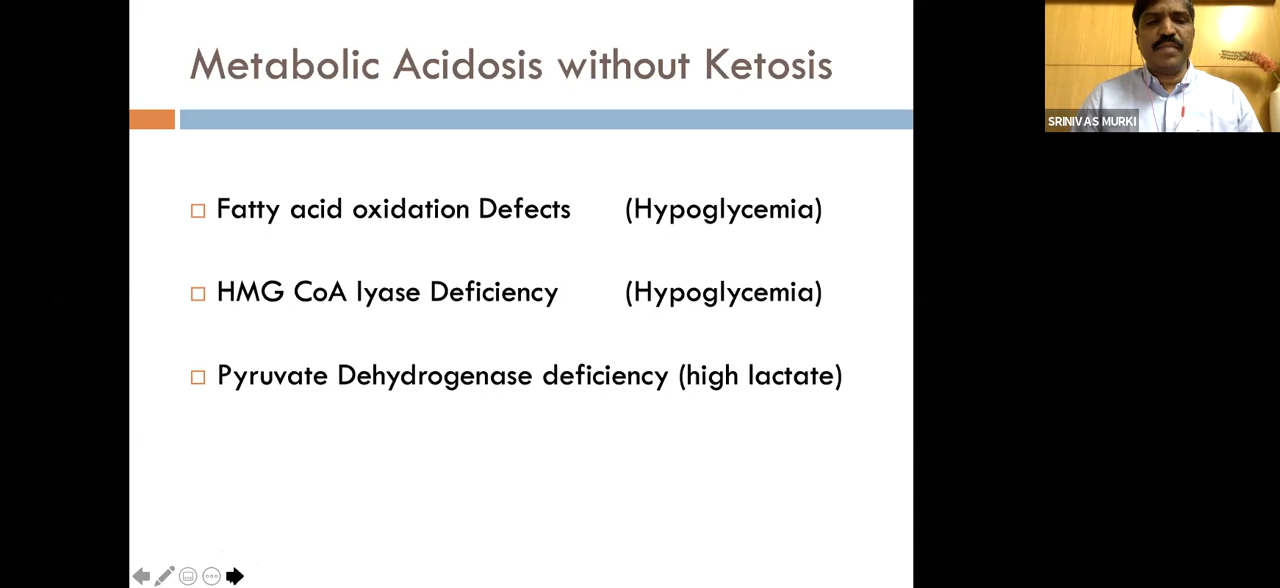 Metabolic Acidosis without Ketosis
Fatty acid oxidation Defects (Hypoglycemia)
HMG CoA lyase Deficiency (Hypoglycemia)
Pyruvate Dehydrogenase deficiency (high lactate)
SRINIVAS MURKI